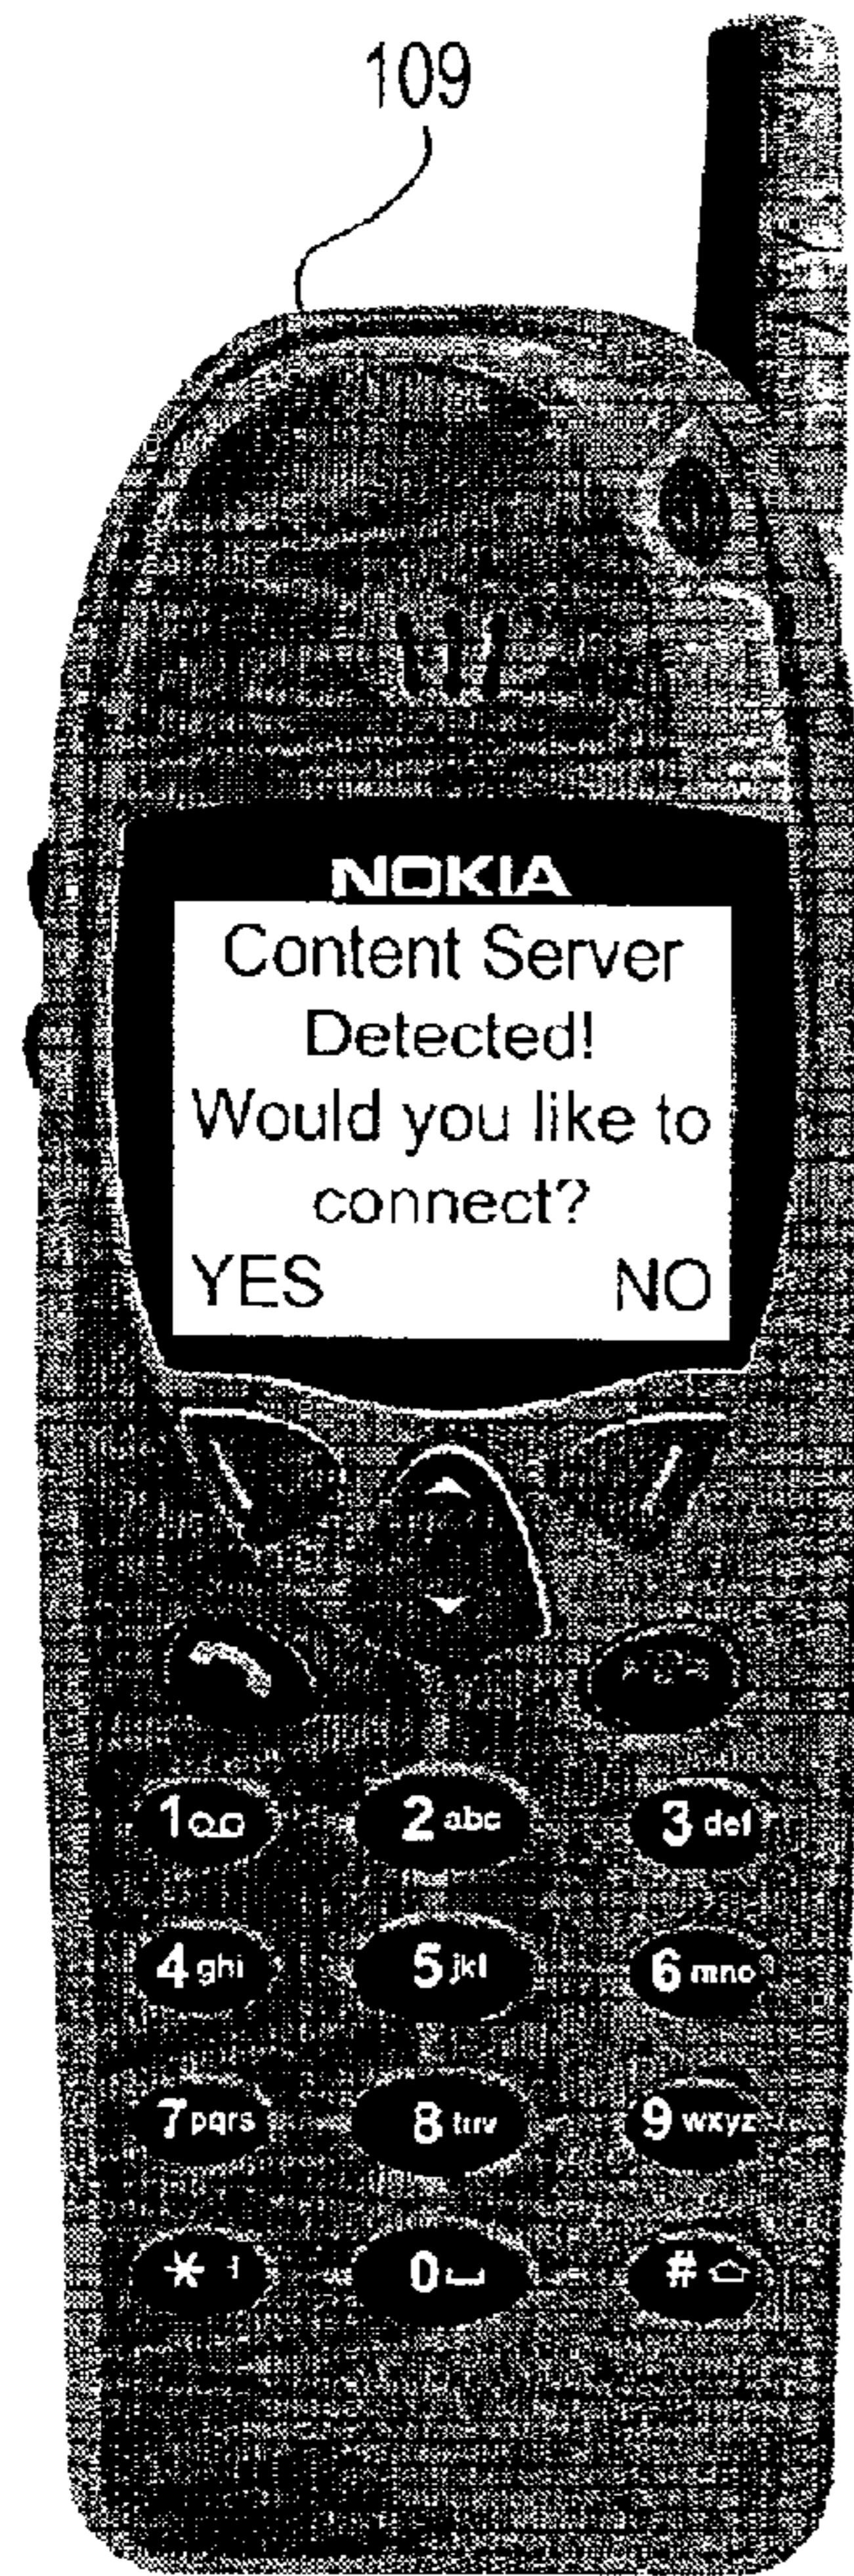 109
NOKIA
Content Server
Detected!
Would you like to
connect?
YES NO
1 2 abc 3 def
4 ghi 5 jkl 6 mno
7 pqrs 8 tuv 9 wxyz
* 0 #